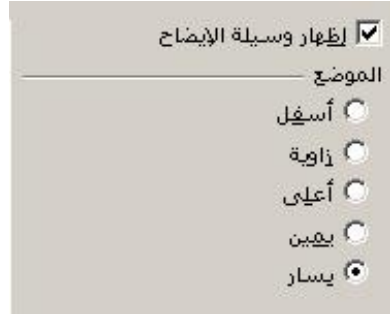 إظهار وسيلة الإيضاح
الموضع
أسفل
زاوية
أعلى
يمين
يسار